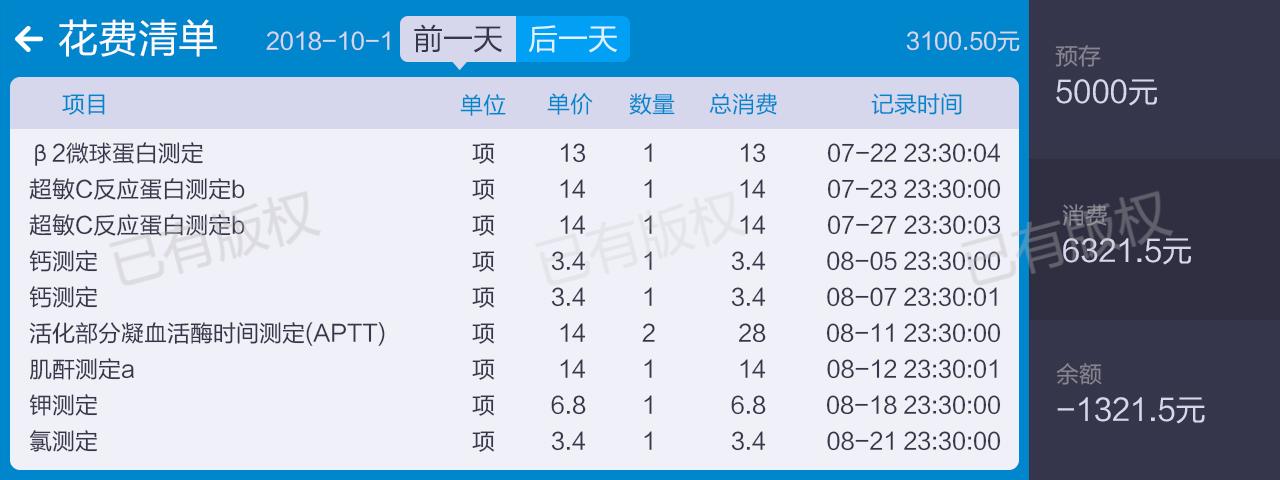 花费清单 2018-10-1 前一天 后一天 3100.50元
项目 单位 单价 数量 总消费 记录时间
β2微球蛋白测定 项 13 1 13 07-22 23:30:04
超敏C反应蛋白测定b 项 14 1 14 07-23 23:30:00
超敏C反应蛋白测定b 项 14 1 14 07-27 23:30:03
钙测定 项 3.4 1 3.4 08-05 23:30:00
钙测定 项 3.4 1 3.4 08-07 23:30:01
活化部分凝血活酶时间测定(APTT) 项 14 2 28 08-11 23:30:00
肌酐测定a 项 14 1 14 08-12 23:30:01
钾测定 项 6.8 1 6.8 08-18 23:30:00
氯测定 项 3.4 1 3.4 08-21 23:30:00
预存
5000元
消费
6321.5元
余额
-1321.5元
已有版权
已有版权
已有版权